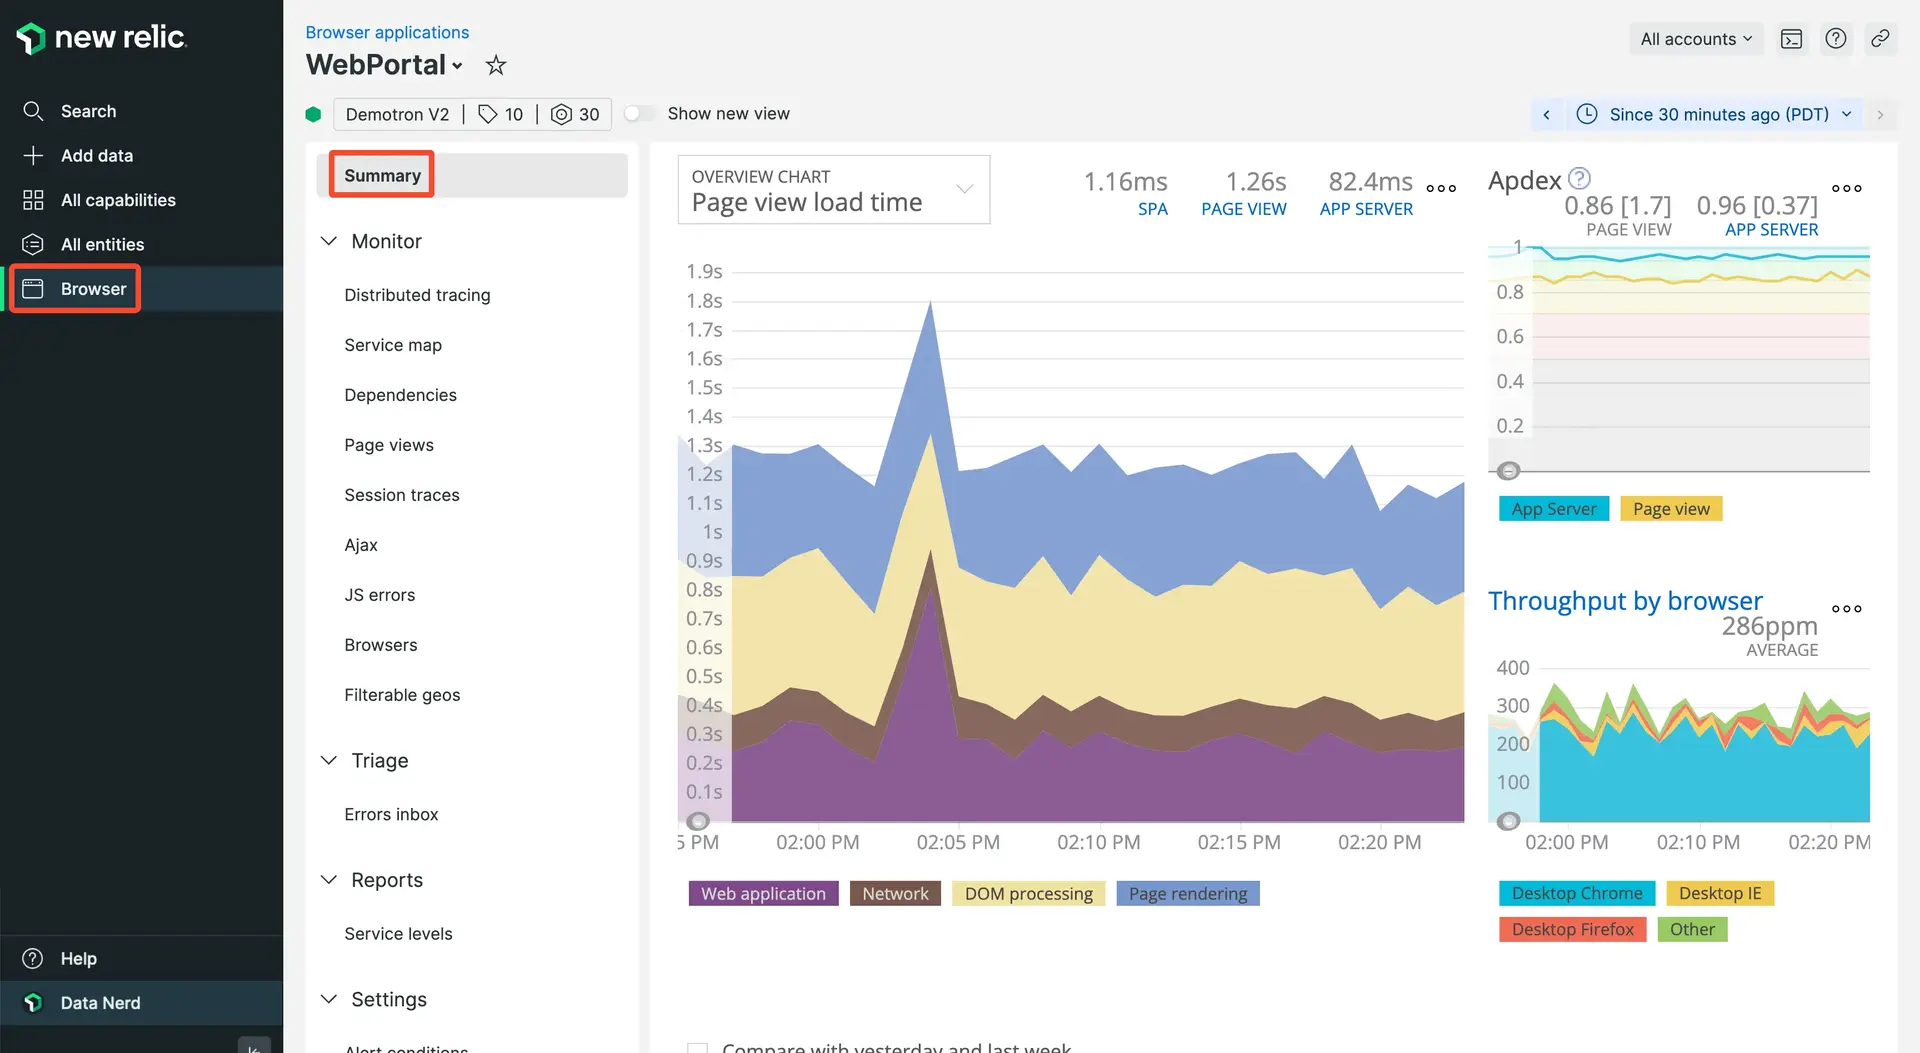 new relic.
Search
Add data
All capabilities
All entities
Browser
Help
Data Nerd
Browser applications
WebPortal
All accounts
Demotron V2 | 10 | 30
Show new view
Since 30 minutes ago (PDT)
Summary
Monitor
Distributed tracing
Service map
Dependencies
Page views
Session traces
Ajax
JS errors
Browsers
Filterable geos
Triage
Errors inbox
Reports
Service levels
Settings
Alert conditions
OVERVIEW CHART
Page view load time
1.16ms 1.26s 82.4ms
SPA PAGE VIEW APP SERVER
1.9s
1.8s
1.7s
1.6s
1.5s
1.4s
1.3s
1.2s
1.1s
1s
0.9s
0.8s
0.7s
0.6s
0.5s
0.4s
0.3s
0.2s
0.1s
5 PM 02:00 PM 02:05 PM 02:10 PM 02:15 PM 02:20 PM
Web application Network DOM processing Page rendering
Compare with yesterday and last week
Apdex ?
0.86 [1.7] 0.96 [0.37]
PAGE VIEW APP SERVER
1
0.8
0.6
0.4
0.2
App Server Page view
Throughput by browser
286ppm
AVERAGE
400
300
200
100
02:00 PM 02:10 PM 02:20 PM
Desktop Chrome Desktop IE
Desktop Firefox Other